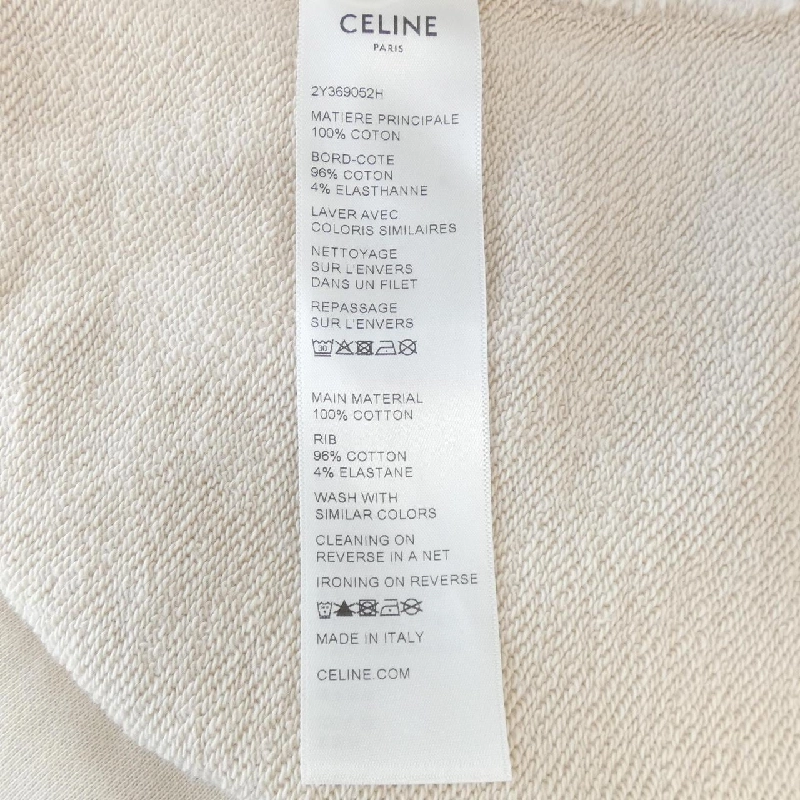 CELINE
PARIS
2Y369052H
MATIERE PRINCIPALE
100% COTON
BORD-COTE
96% COTON
4% ELASTHANNE
LAVER AVEC
COLORIS SIMILAIRES
NETTOYAGE
SUR L'ENVERS
DANS UN FILET
REPASSAGE
SUR L'ENVERS
30
MAIN MATERIAL
100% COTTON
RIB
96% COTTON
4% ELASTANE
WASH WITH
SIMILAR COLORS
CLEANING ON
REVERSE IN A NET
IRONING ON REVERSE
MADE IN ITALY
CELINE.COM